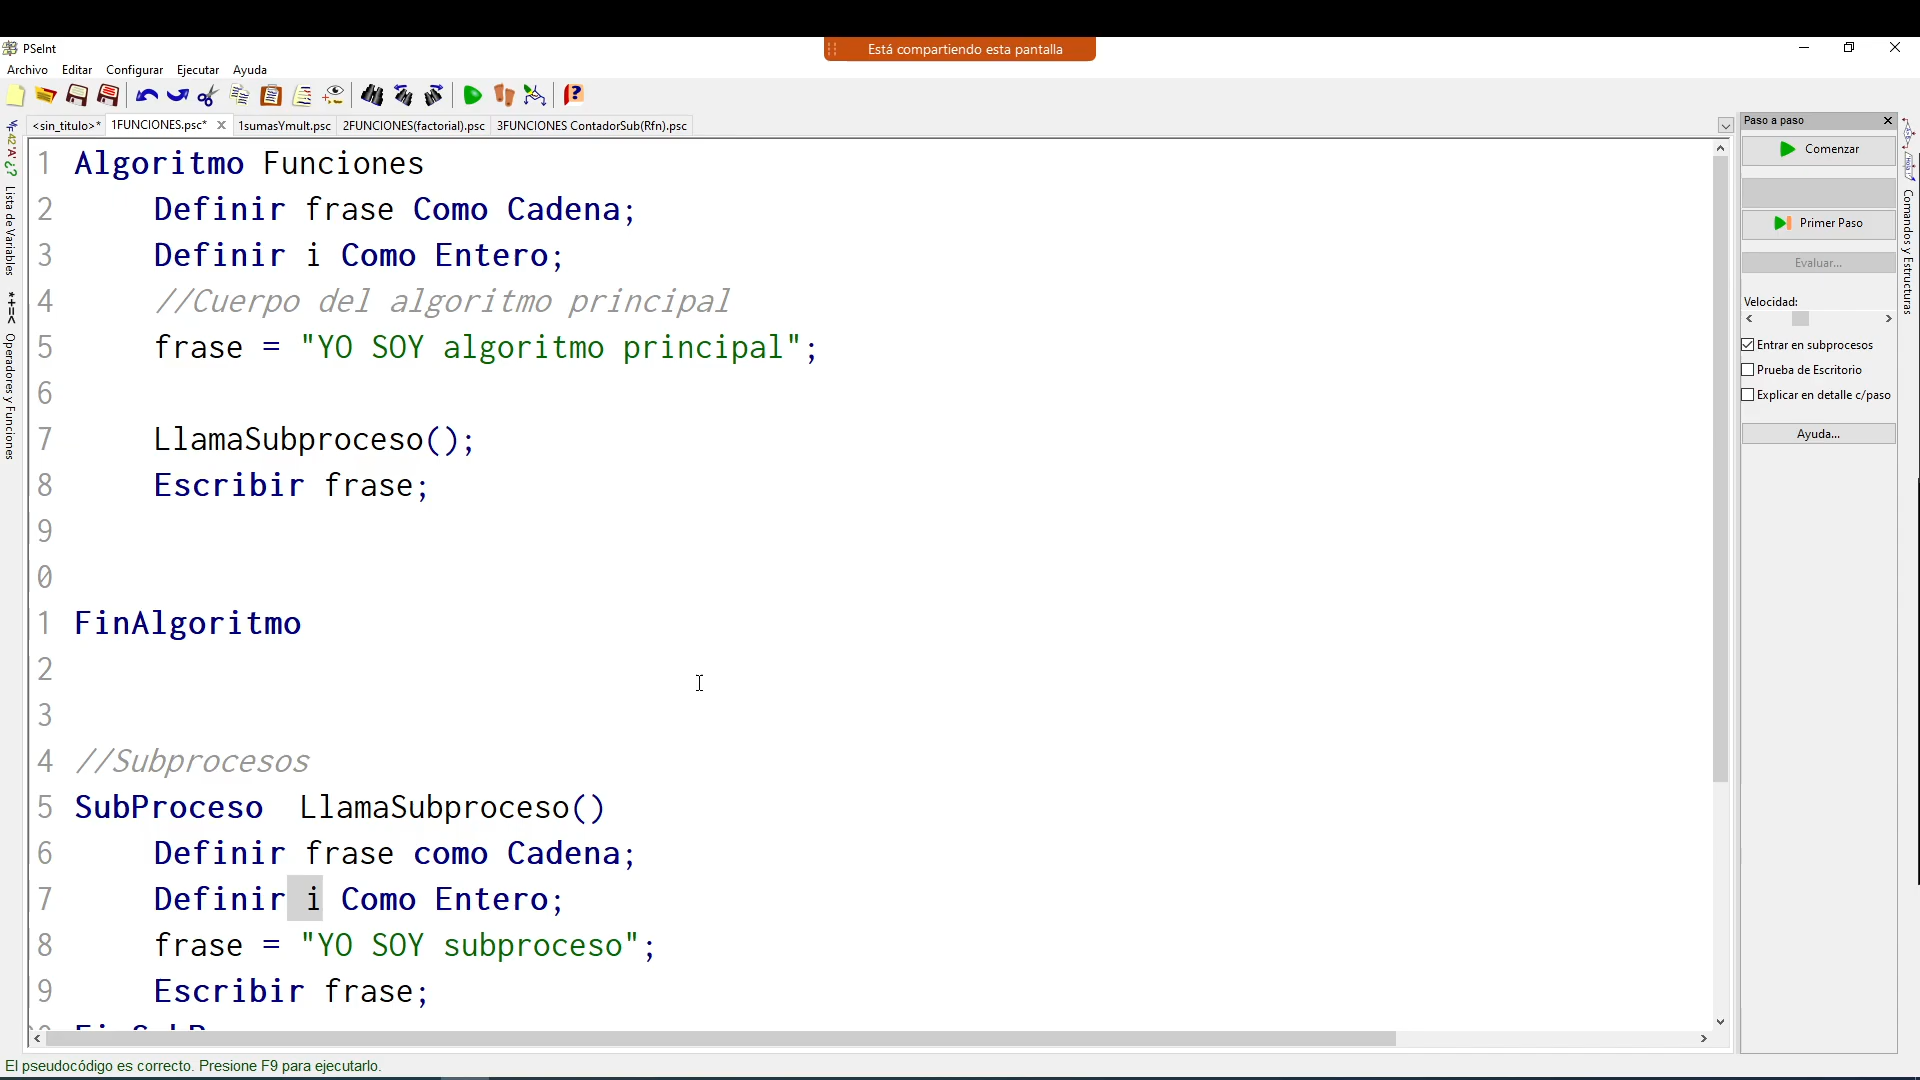 PSeInt
Está compartiendo esta pantalla
Archivo Editar Configurar Ejecutar Ayuda
<sin_titulo>* 1FUNCIONES.psc* 1sumasYmult.psc 2FUNCIONES(factorial).psc 3FUNCIONES ContadorSub(Rfn).psc
1 Algoritmo Funciones
2 Definir frase Como Cadena;
3 Definir i Como Entero;
4 //Cuerpo del algoritmo principal
5 frase = "YO SOY algoritmo principal";
6
7 LlamaSubproceso();
8 Escribir frase;
9
0
1 FinAlgoritmo
2
3
4 //Subprocesos
5 SubProceso LlamaSubproceso()
6 Definir frase como Cadena;
7 Definir i Como Entero;
8 frase = "YO SOY subproceso";
9 Escribir frase;
El pseudocódigo es correcto. Presione F9 para ejecutarlo.
Lista de Variables
Operadores y Funciones
Paso a paso
Comenzar
Primer Paso
Evaluar...
Velocidad:
Entrar en subprocesos
Prueba de Escritorio
Explicar en detalle c/paso
Ayuda...
Comandos y Estructuras